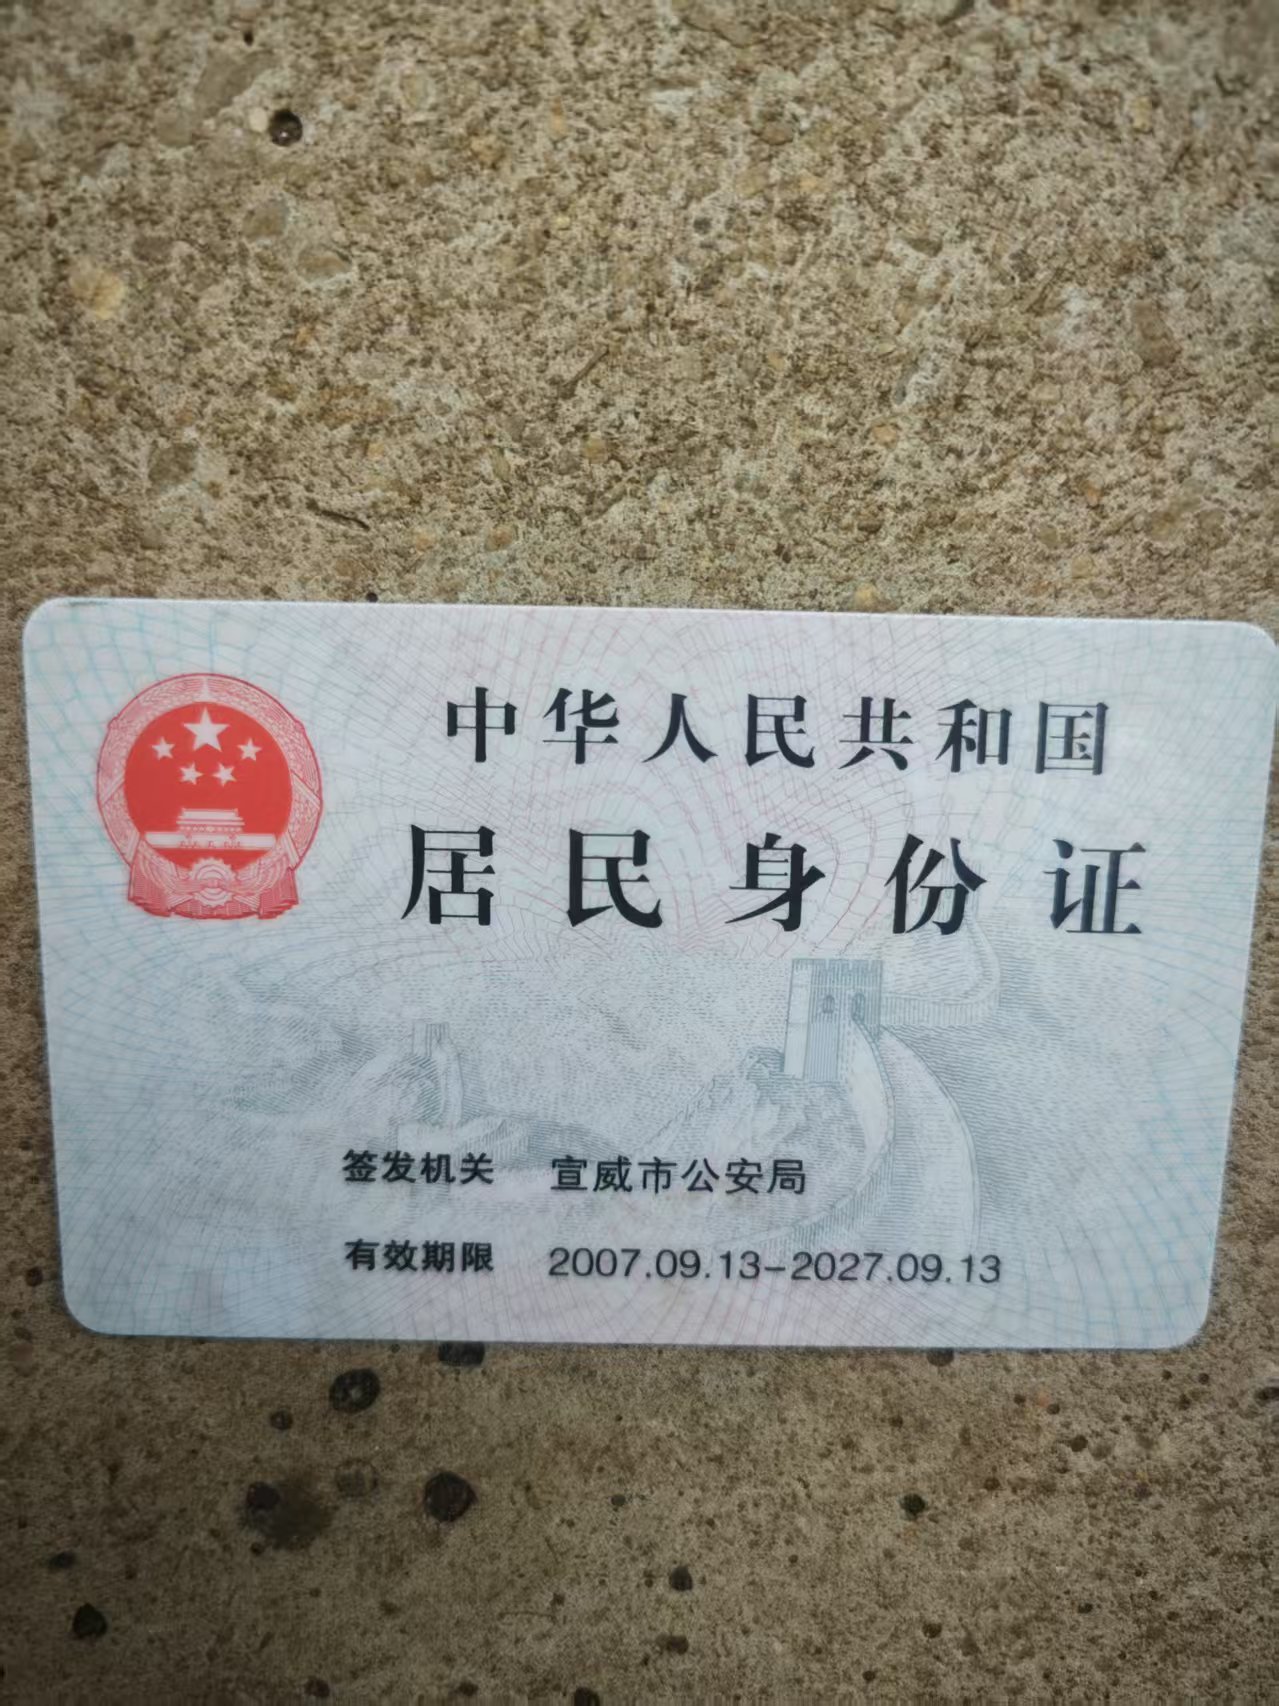 中华人民共和国
居民身份证
签发机关 宣威市公安局
有效期限 2007.09.13-2027.09.13